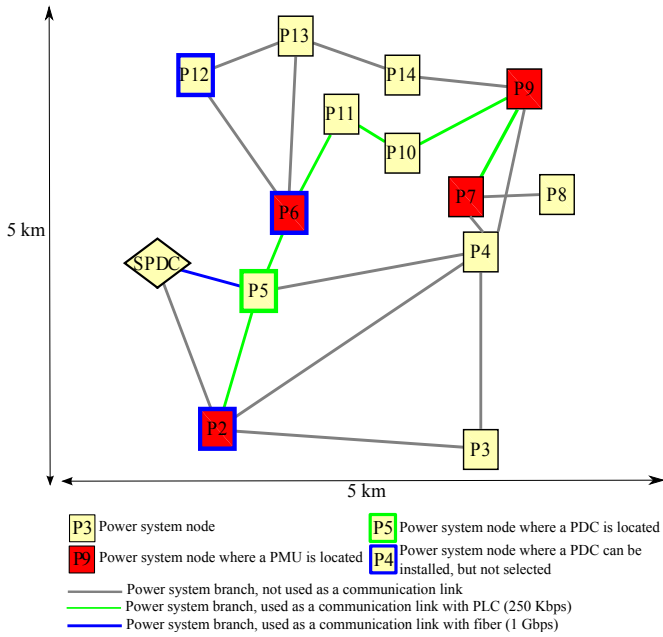 P13
P12
P14
P9
P11
P10
P7
P8
P6
P4
5 km
SPDC
P5
P2
P3
5 km
P3 Power system node
P5 Power system node where a PDC is located
P9 Power system node where a PMU is located
P4 Power system node where a PDC can be
installed, but not selected
Power system branch, not used as a communication link
Power system branch, used as a communication link with PLC (250 Kbps)
Power system branch, used as a communication link with fiber (1 Gbps)